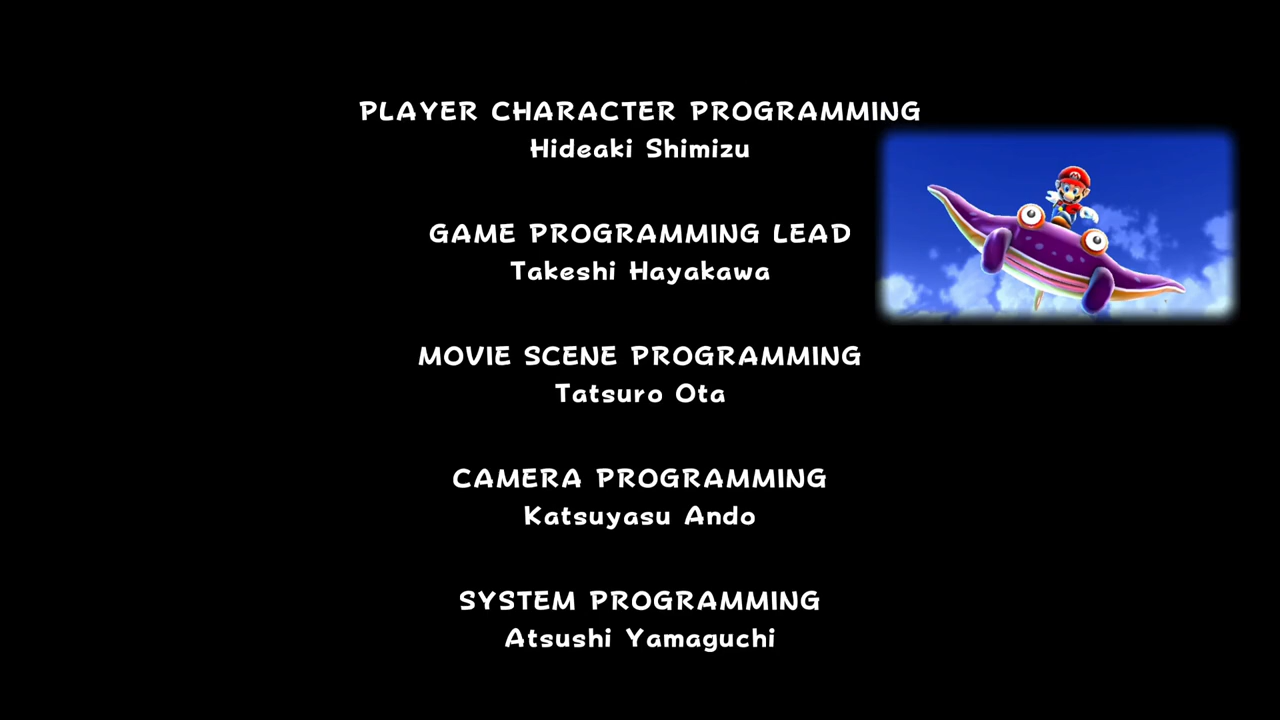 PLAYER CHARACTER PROGRAMMING
Hideaki Shimizu
GAME PROGRAMMING LEAD
Takeshi Hayakawa
MOVIE SCENE PROGRAMMING
Tatsuro Ota
CAMERA PROGRAMMING
Katsuyasu Ando
SYSTEM PROGRAMMING
Atsushi Yamaguchi